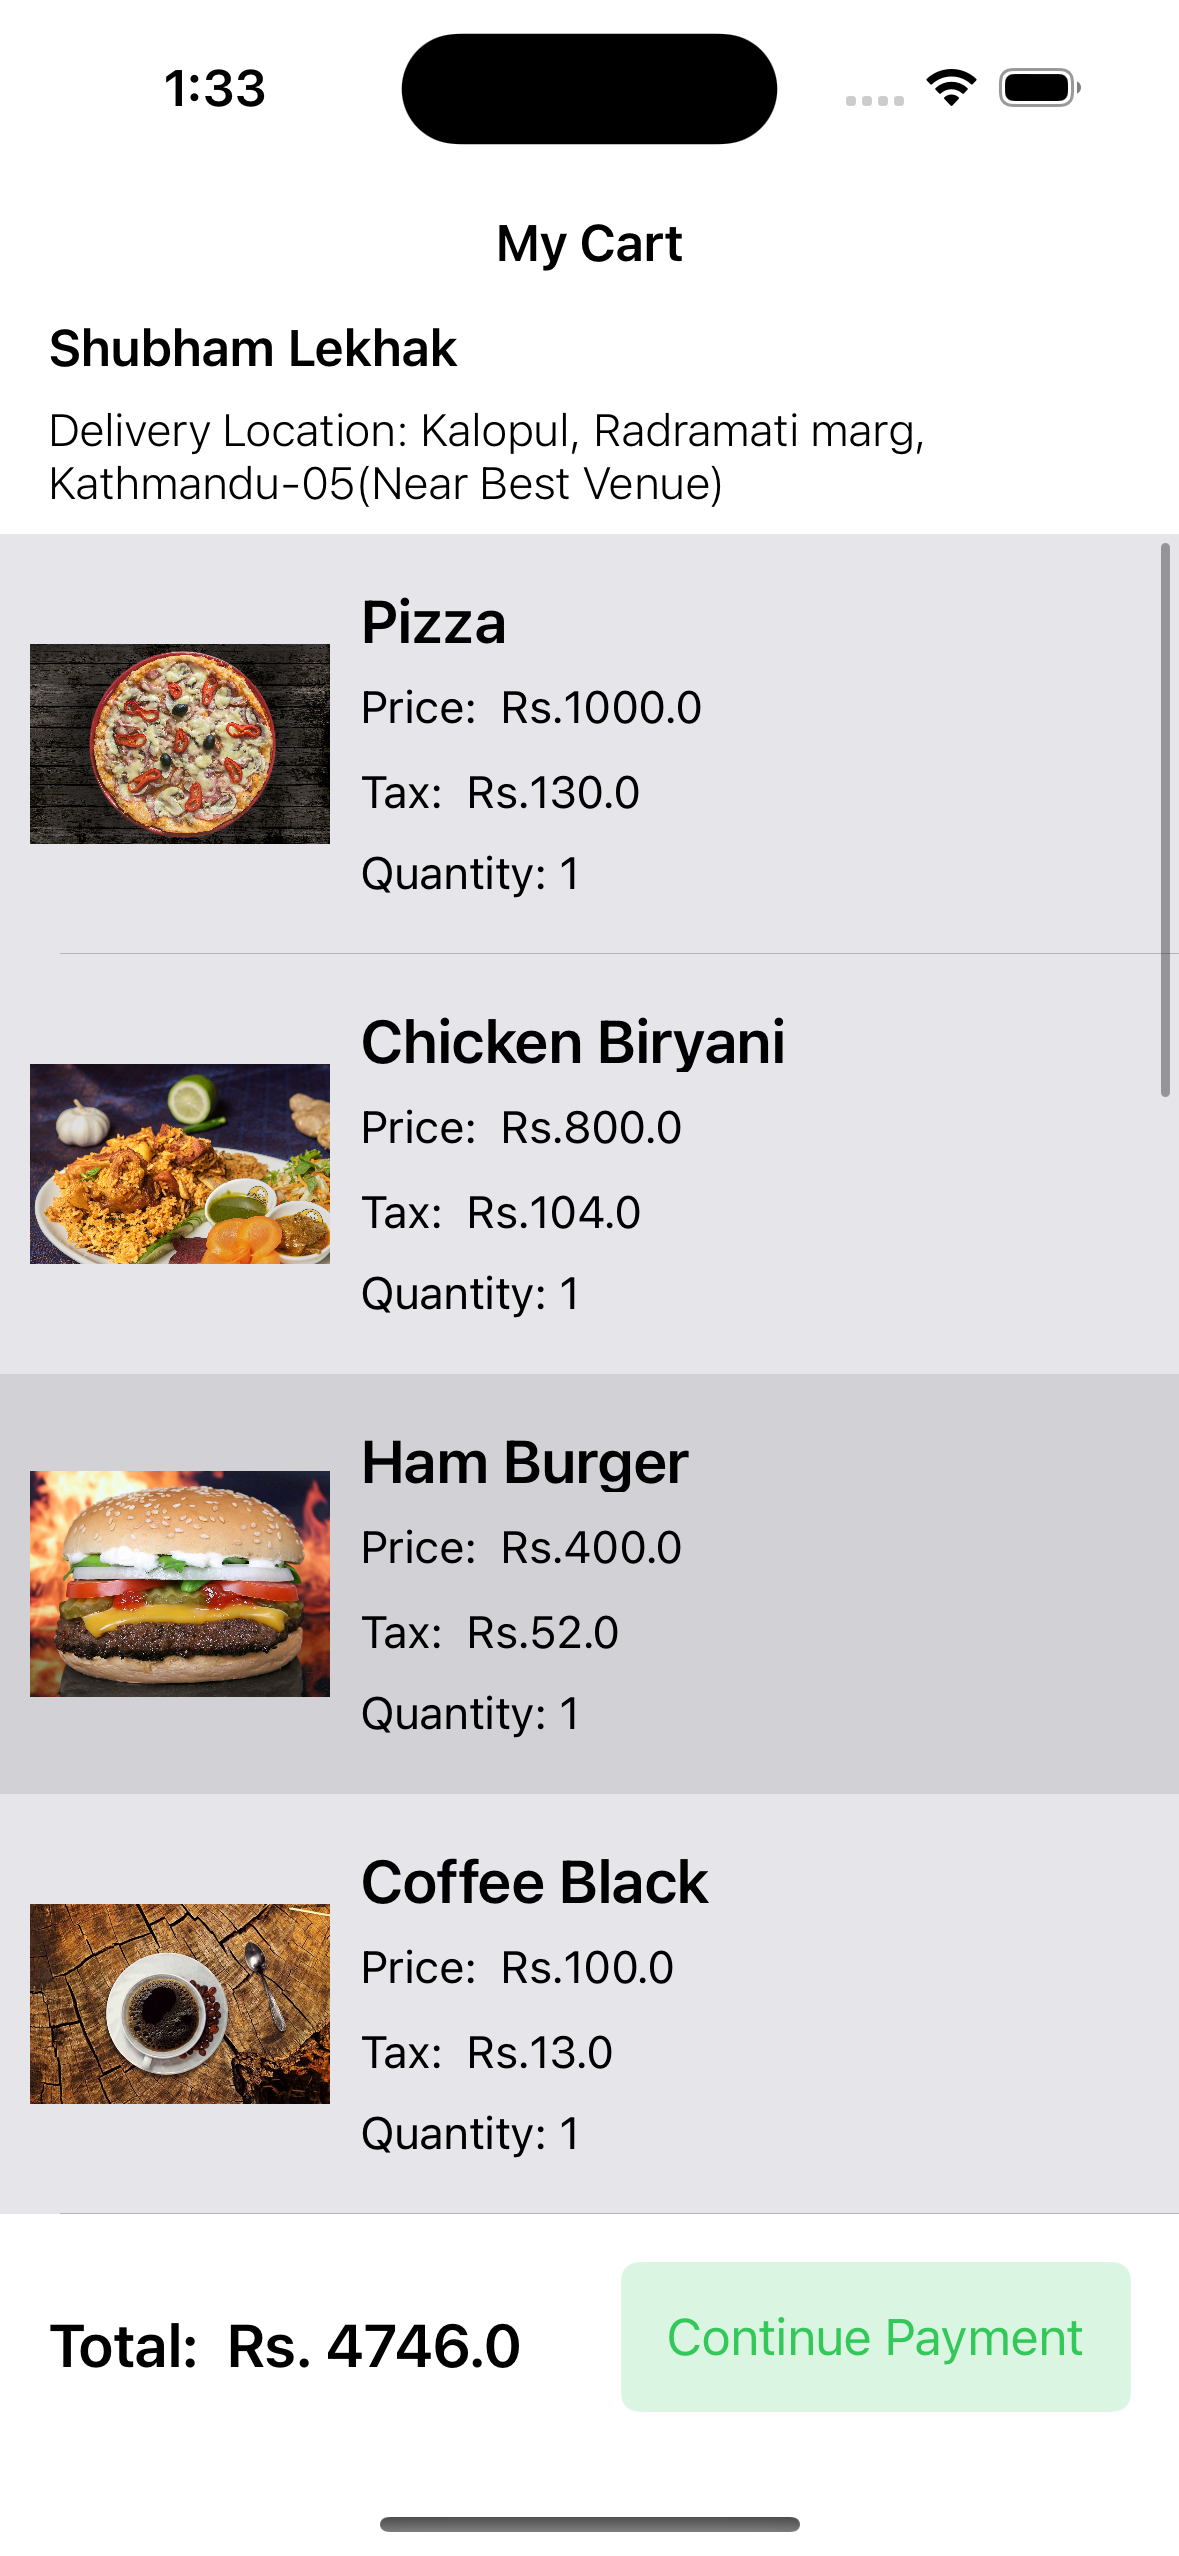 1:33
My Cart
Shubham Lekhak
Delivery Location: Kalopul, Radramati marg,
Kathmandu-05(Near Best Venue)
Pizza
Price: Rs.1000.0
Tax: Rs.130.0
Quantity: 1
Chicken Biryani
Price: Rs.800.0
Tax: Rs.104.0
Quantity: 1
Ham Burger
Price: Rs.400.0
Tax: Rs.52.0
Quantity: 1
Coffee Black
Price: Rs.100.0
Tax: Rs.13.0
Quantity: 1
Total: Rs. 4746.0
Continue Payment